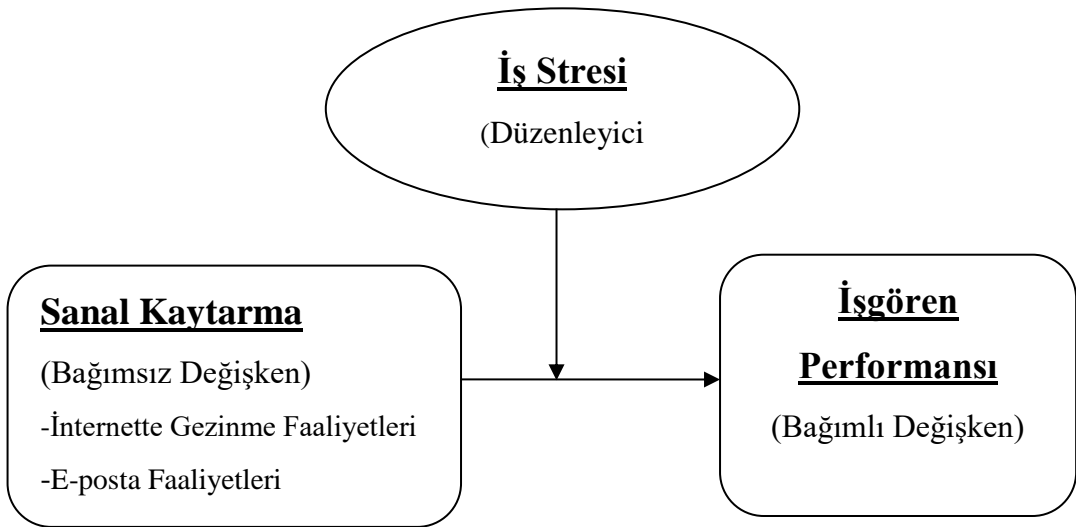 İş Stresi
(Düzenleyici
Sanal Kaytarma
(Bağımsız Değişken)
-İnternette Gezinme Faaliyetleri
-E-posta Faaliyetleri
İşgören
Performansı
(Bağımlı Değişken)